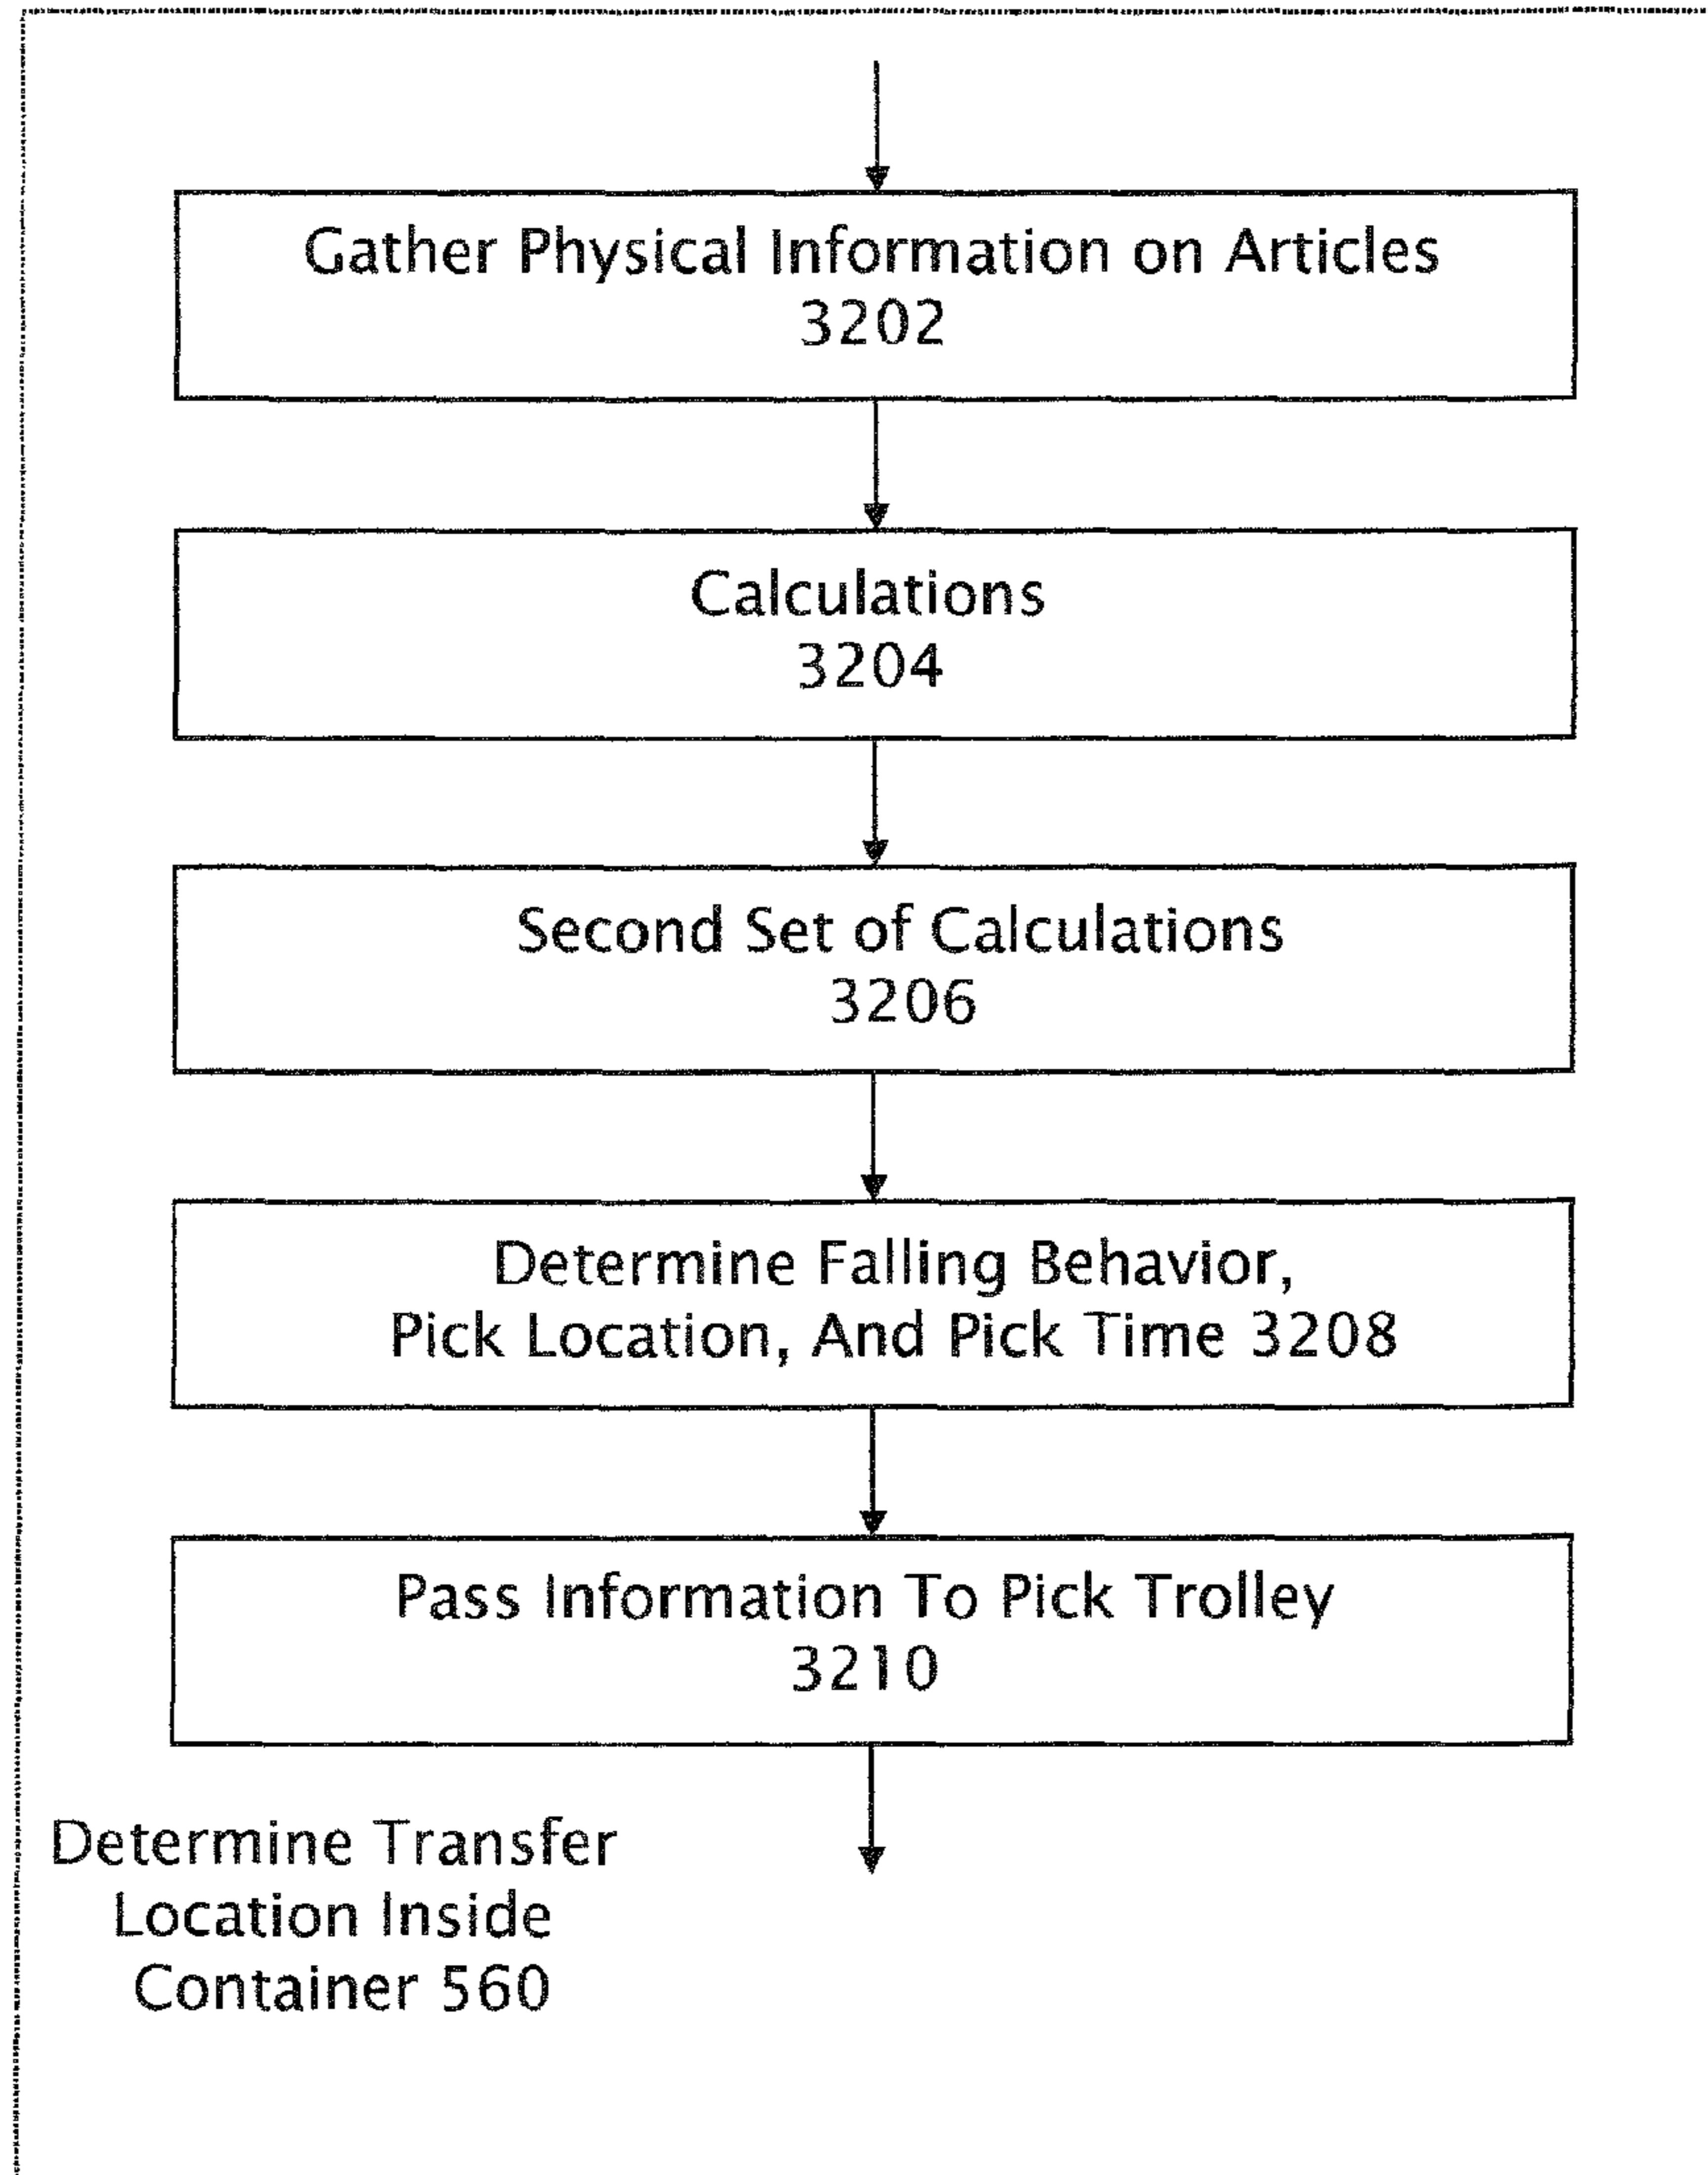 Gather Physical Information on Articles
3202
Calculations
3204
Second Set of Calculations
3206
Determine Falling Behavior,
Pick Location, And Pick Time 3208
Pass Information To Pick Trolley
3210
Determine Transfer
Location Inside
Container 560